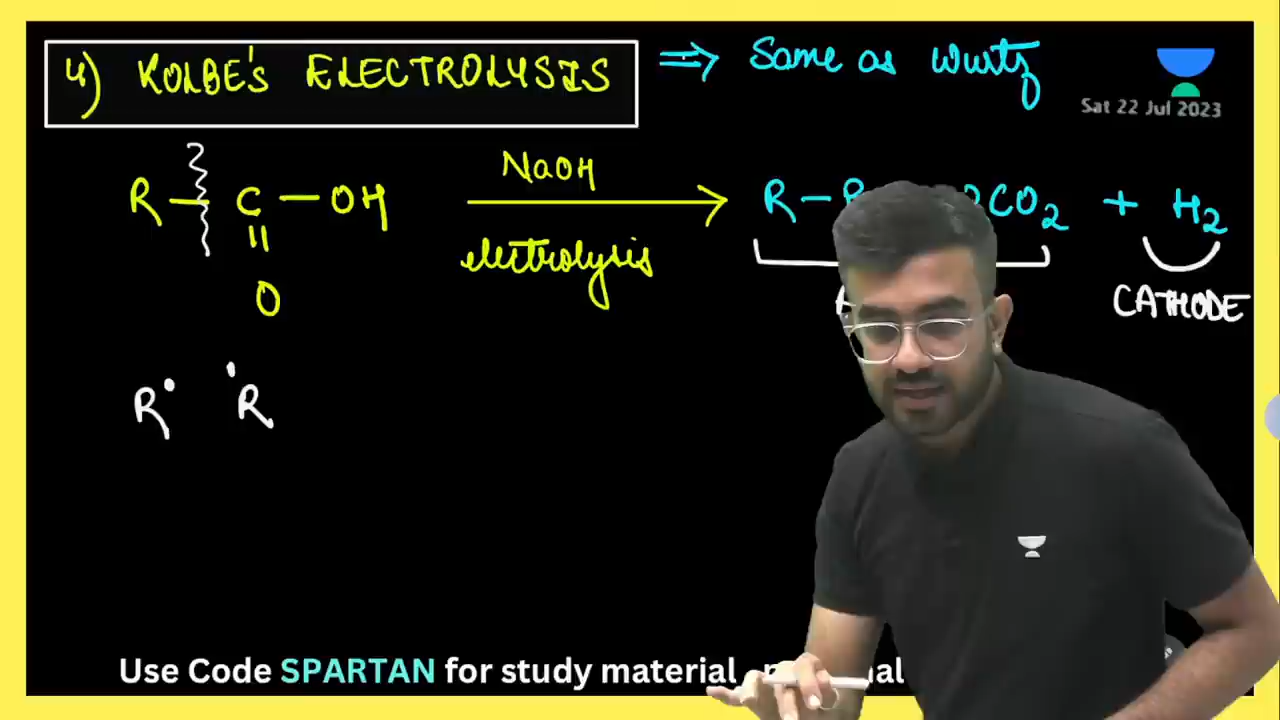 4) KOLBE'S ELECTROLYSIS ⇒ Same as Wurtz
Sat 22 Jul 2023
R – C – OH NaOH electrolysis → R – R CO2 + H2
O
CATHODE
R• •R
Use Code SPARTAN for study material